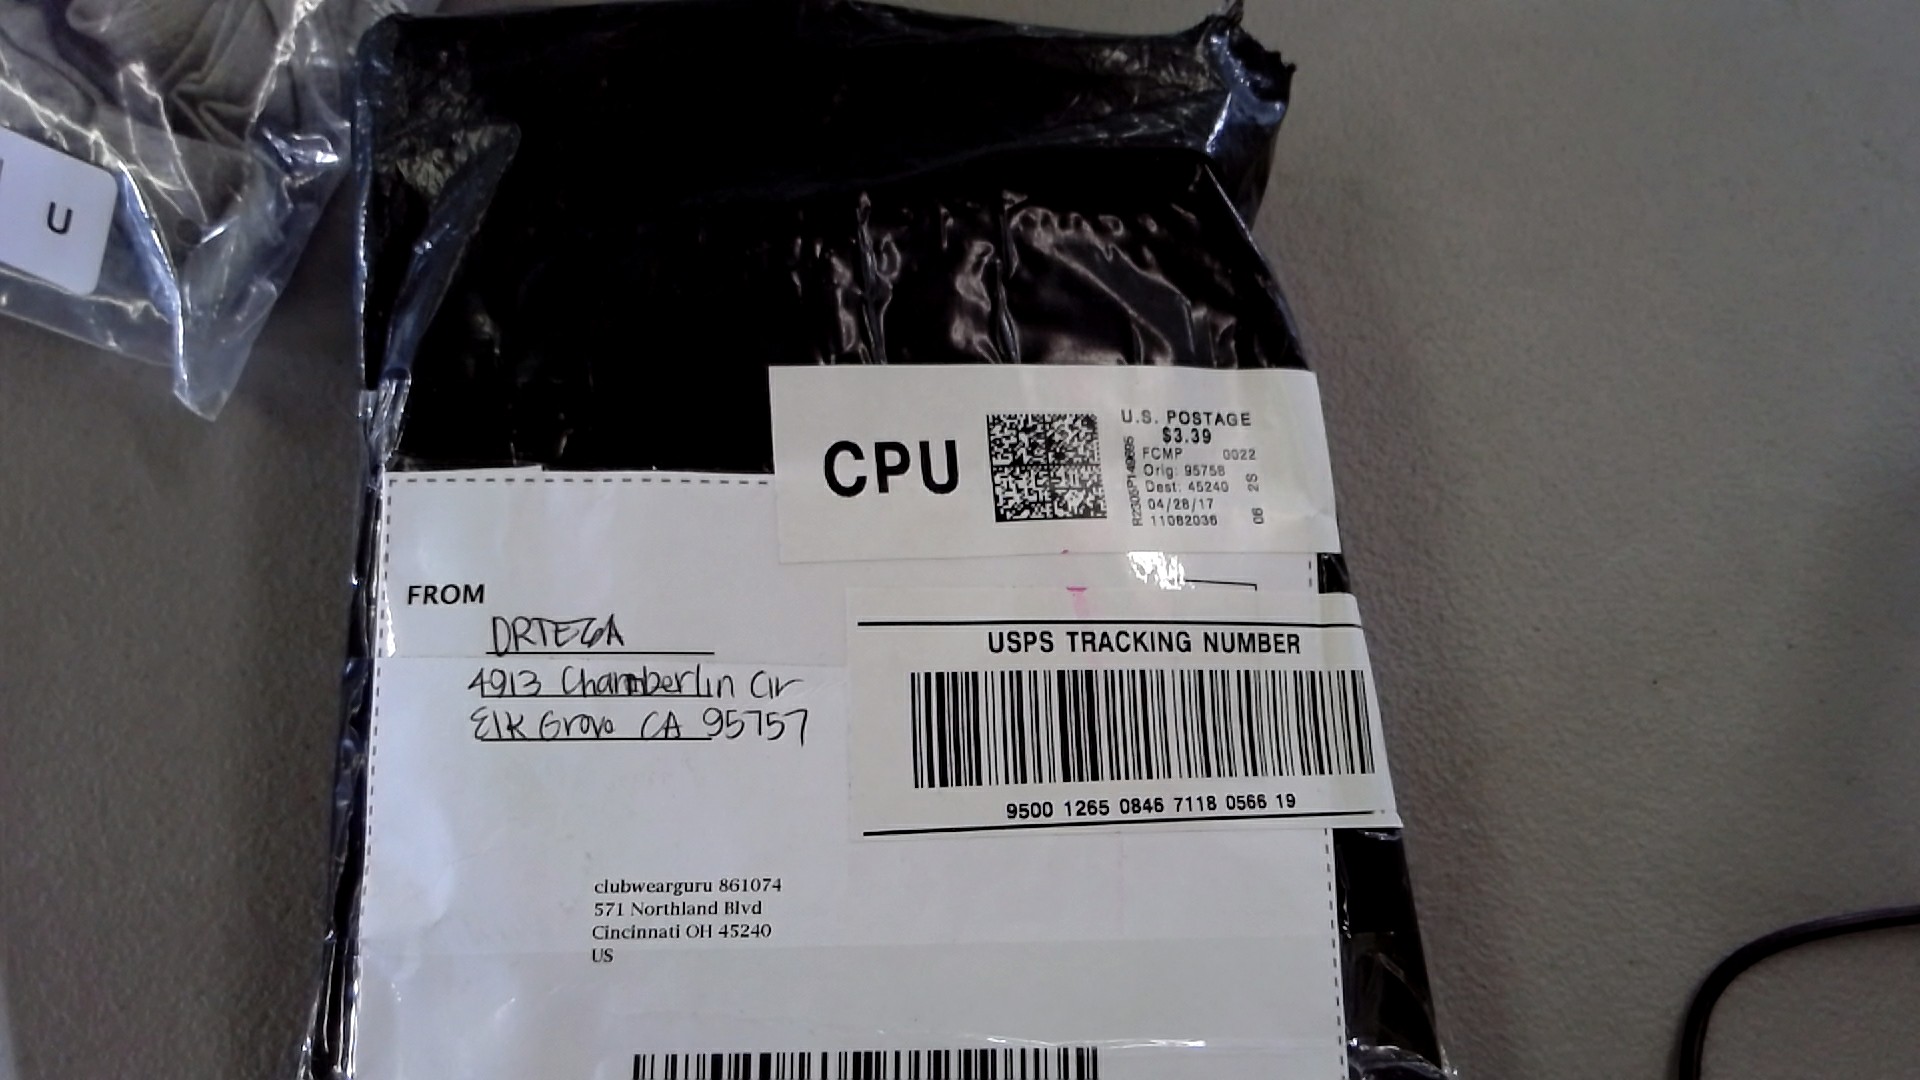 U
CPU
U.S. POSTAGE
$3.39
FCMP 0022
Orig: 95758
Dest: 45240
04/28/17
11082036
06 2S
FROM
ORTEGA
4913 Chamberlin Cir
Elk Grove CA 95757
USPS TRACKING NUMBER
9500 1265 0846 7118 0566 19
clubwearguru 861074
571 Northland Blvd
Cincinnati OH 45240
US